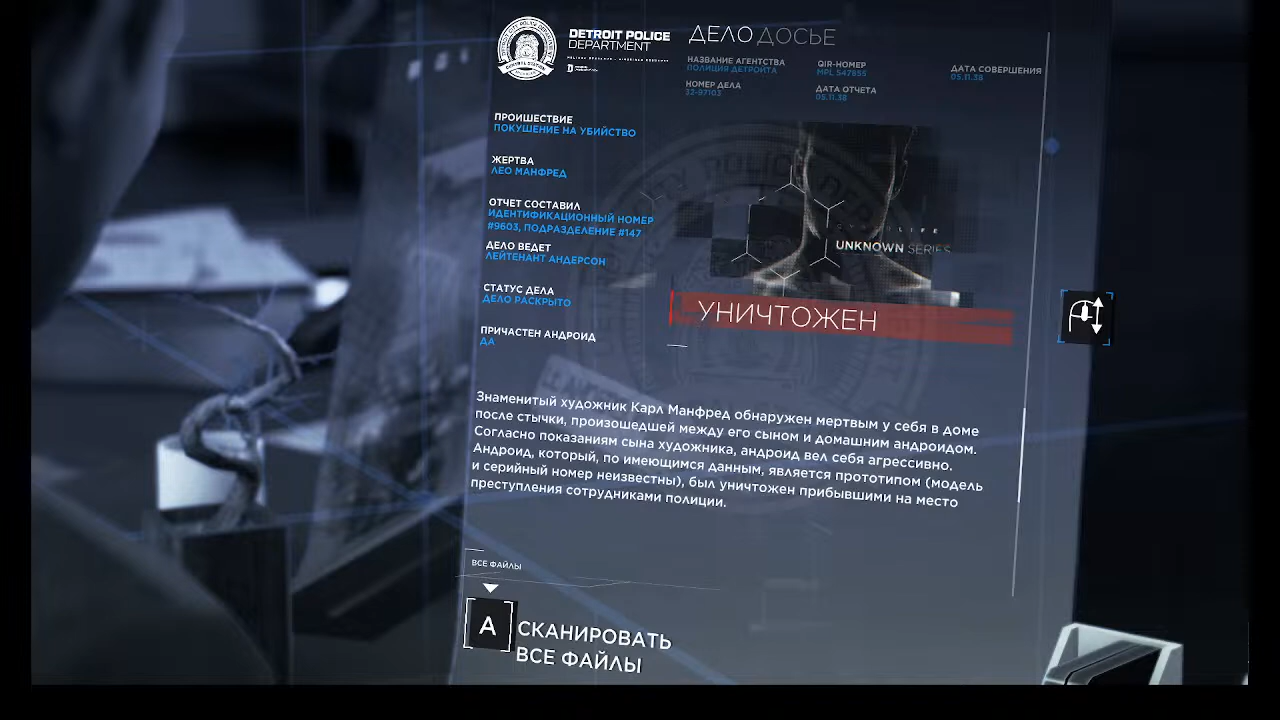 DETROIT POLICE
DEPARTMENT
ДЕЛО ДОСЬЕ
НАЗВАНИЕ АГЕНТСТВА
ПОЛИЦИЯ ДЕТРОЙТА
QIR-НОМЕР
MPL 547855
ДАТА СОВЕРШЕНИЯ
05.11.38
НОМЕР ДЕЛА
32-97103
ДАТА ОТЧЕТА
05.11.38
ПРОИШЕСТВИЕ
ПОКУШЕНИЕ НА УБИЙСТВО
ЖЕРТВА
ЛЕО МАНФРЕД
ОТЧЕТ СОСТАВИЛ
ИДЕНТИФИКАЦИОННЫЙ НОМЕР
#9603, ПОДРАЗДЕЛЕНИЕ #147
ДЕЛО ВЕДЕТ
ЛЕЙТЕНАНТ АНДЕРСОН
СТАТУС ДЕЛА
ДЕЛО РАСКРЫТО
ПРИЧАСТЕН АНДРОИД
ДА
CYBERLIFE
UNKNOWN SERIES
УНИЧТОЖЕН
Знаменитый художник Карл Манфред обнаружен мертвым у себя в доме
после стычки, произошедшей между его сыном и домашним андроидом.
Согласно показаниям сына художника, андроид вел себя агрессивно.
Андроид, который, по имеющимся данным, является прототипом (модель
и серийный номер неизвестны), был уничтожен прибывшими на место
преступления сотрудниками полиции.
ВСЕ ФАЙЛЫ
A СКАНИРОВАТЬ
ВСЕ ФАЙЛЫ